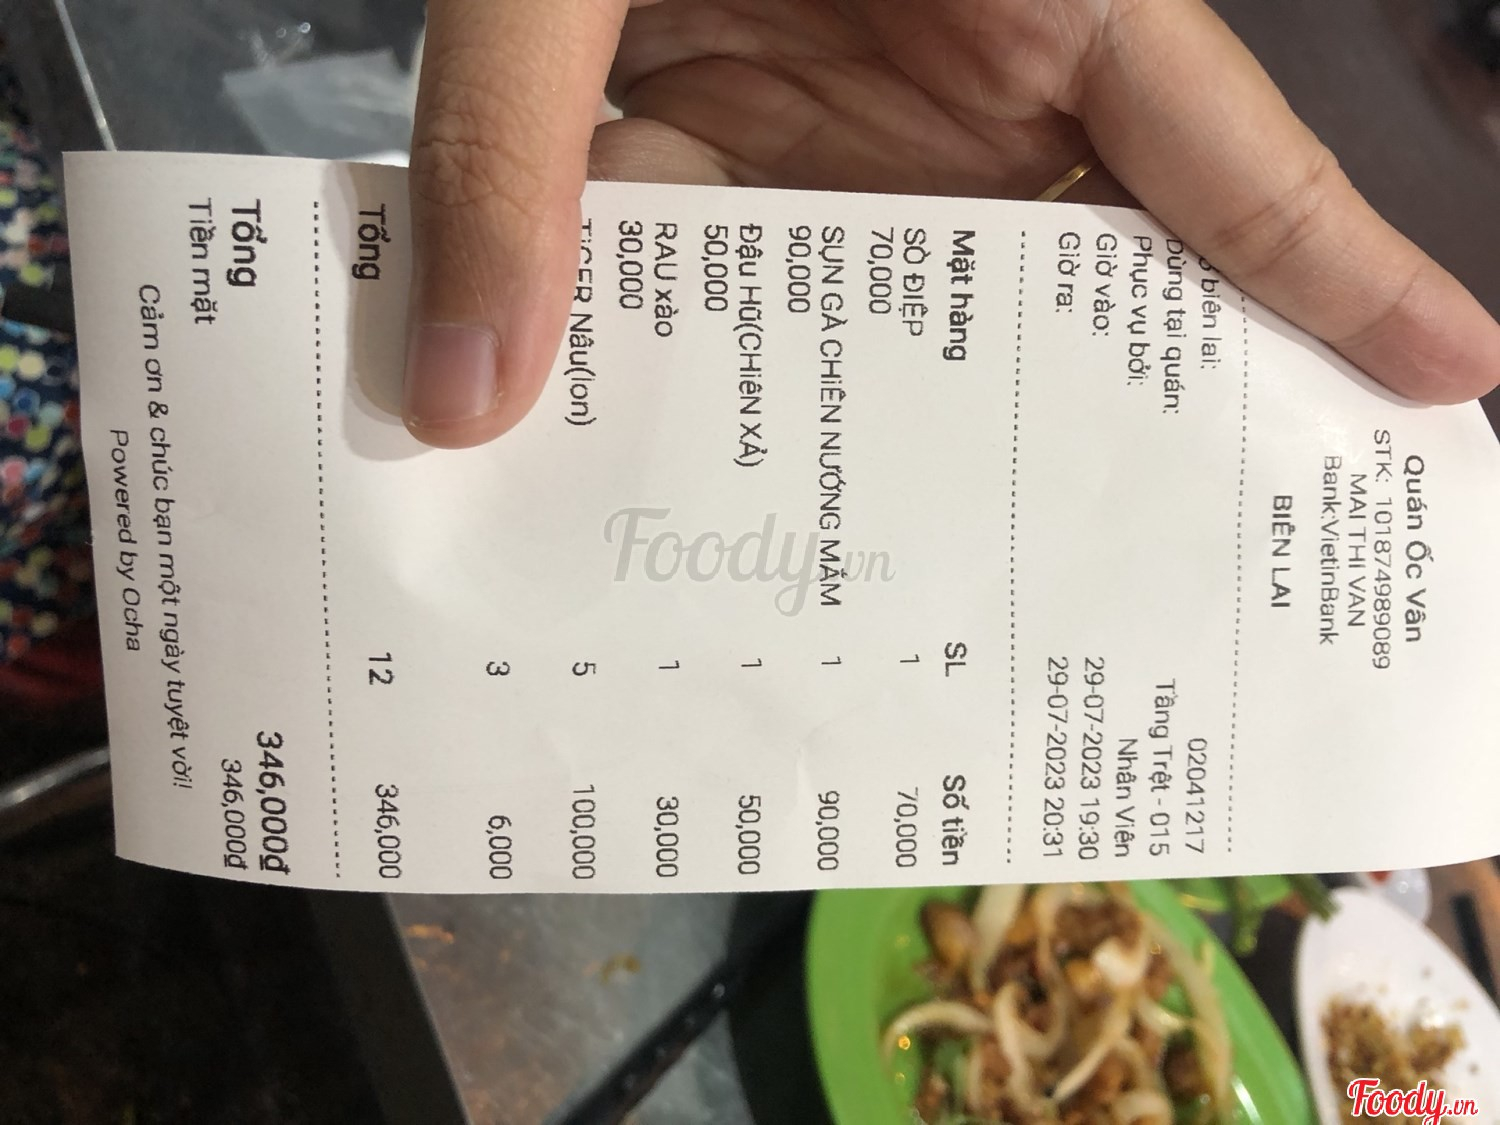 Quán Ốc Vân
STK: 101874989089
MAI THI VAN
Bank:VietinBank
BIÊN LAI
biên lai: 02041217
Dùng tại quán: Tầng Trệt - 015
Phục vụ bởi: Nhân Viên
Giờ vào: 29-07-2023 19:30
Giờ ra: 29-07-2023 20:31
Mặt hàng SL Số tiền
SÒ ĐIỆP 1 70,000
70,000
SỤN GÀ CHiÊN NƯỚNG MẮM 1 90,000
90,000
Đậu Hũ(CHiêN XẢ) 1 50,000
50,000
RAU xào 1 30,000
30,000
TiGER Nâu(lon) 5 100,000
3 6,000
Tổng 12 346,000
Tổng 346,000đ
Tiền mặt 346,000đ
Cảm ơn & chúc bạn một ngày tuyệt vời!
Powered by Ocha
Foody.vn
Foody.vn